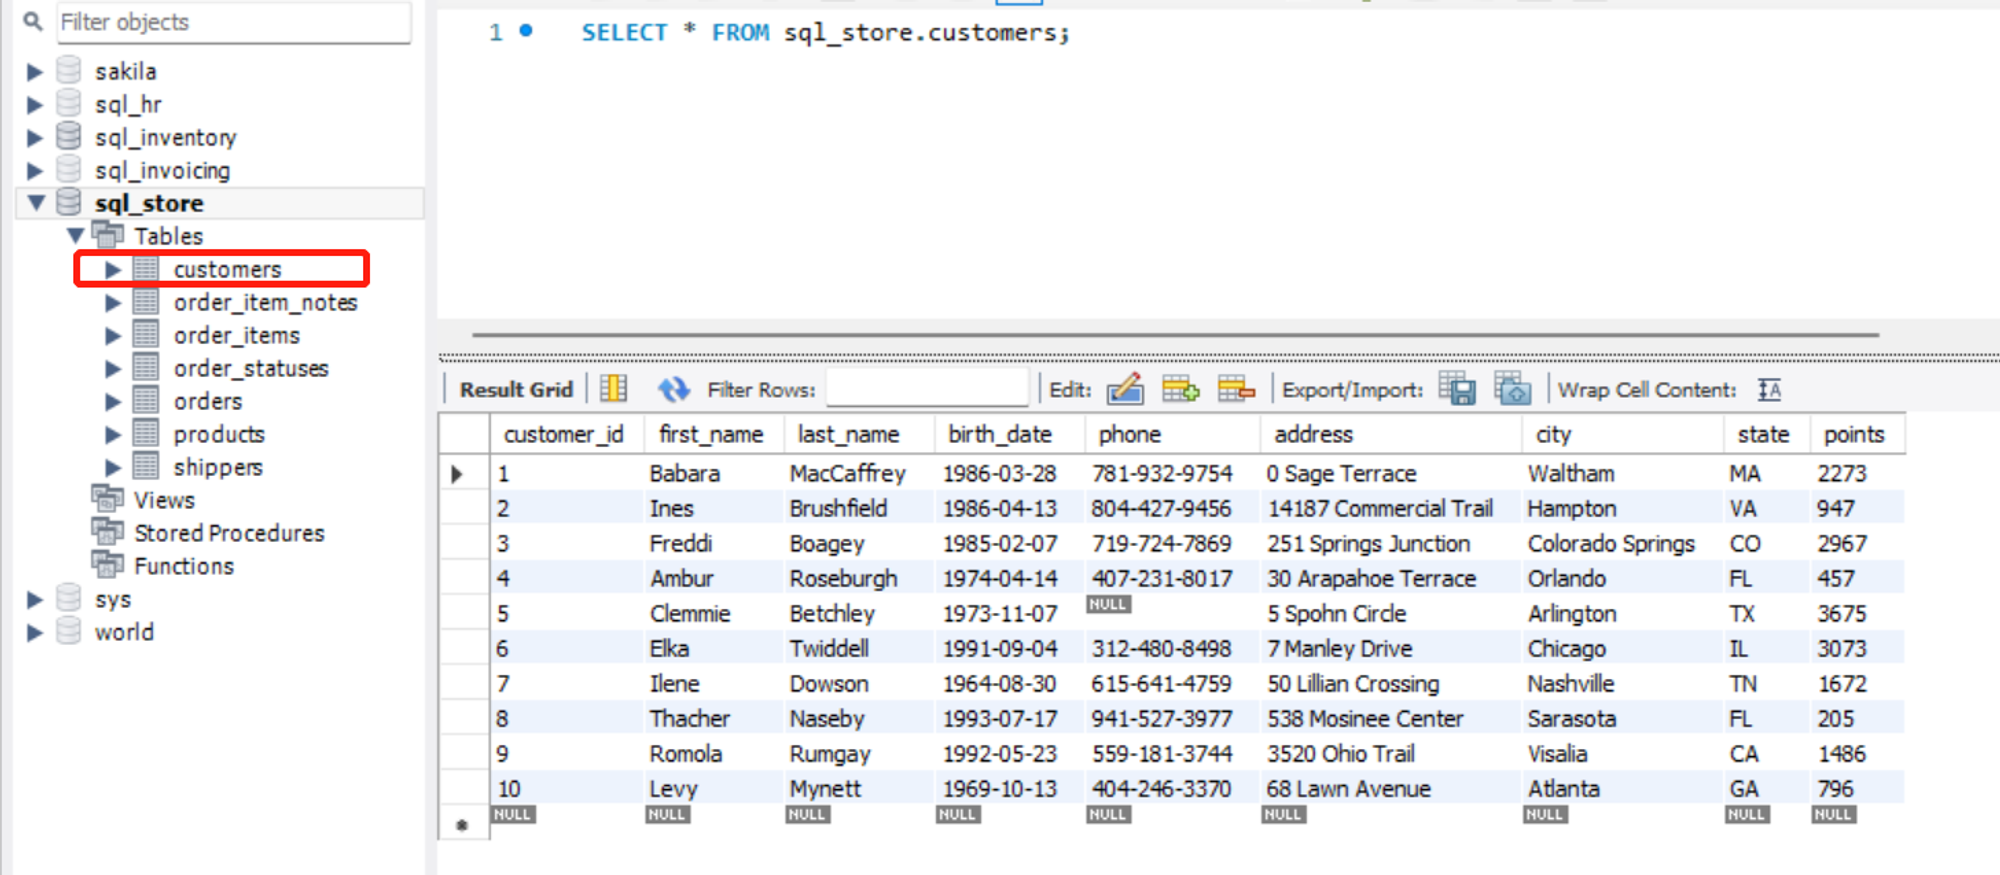 Filter objects
sakila
sql_hr
sql_inventory
sql_invoicing
sql_store
Tables
customers
order_item_notes
order_items
order_statuses
orders
products
shippers
Views
Stored Procedures
Functions
sys
world
1 SELECT * FROM sql_store.customers;
Result Grid Filter Rows: Edit: Export/Import: Wrap Cell Content: IA
customer_id first_name last_name birth_date phone address city state points
1 Babara MacCaffrey 1986-03-28 781-932-9754 0 Sage Terrace Waltham MA 2273
2 Ines Brushfield 1986-04-13 804-427-9456 14187 Commercial Trail Hampton VA 947
3 Freddi Boagey 1985-02-07 719-724-7869 251 Springs Junction Colorado Springs CO 2967
4 Ambur Roseburgh 1974-04-14 407-231-8017 30 Arapahoe Terrace Orlando FL 457
5 Clemmie Betchley 1973-11-07 NULL 5 Spohn Circle Arlington TX 3675
6 Elka Twiddell 1991-09-04 312-480-8498 7 Manley Drive Chicago IL 3073
7 Ilene Dowson 1964-08-30 615-641-4759 50 Lillian Crossing Nashville TN 1672
8 Thacher Naseby 1993-07-17 941-527-3977 538 Mosinee Center Sarasota FL 205
9 Romola Rumgay 1992-05-23 559-181-3744 3520 Ohio Trail Visalia CA 1486
10 Levy Mynett 1969-10-13 404-246-3370 68 Lawn Avenue Atlanta GA 796
NULL NULL NULL NULL NULL NULL NULL NULL NULL